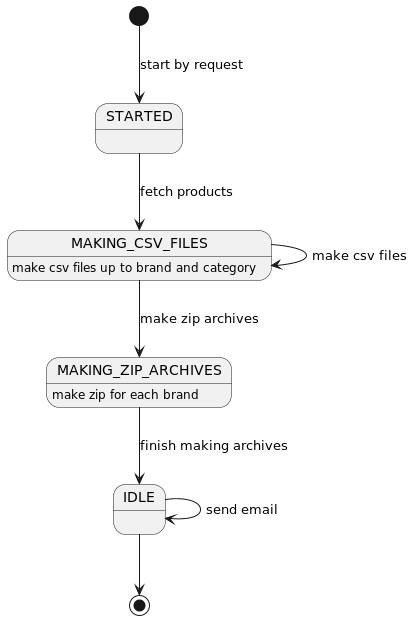 start by request
STARTED
fetch products
MAKING_CSV_FILES
make csv files up to brand and category
make csv files
make zip archives
MAKING_ZIP_ARCHIVES
make zip for each brand
finish making archives
IDLE
send email